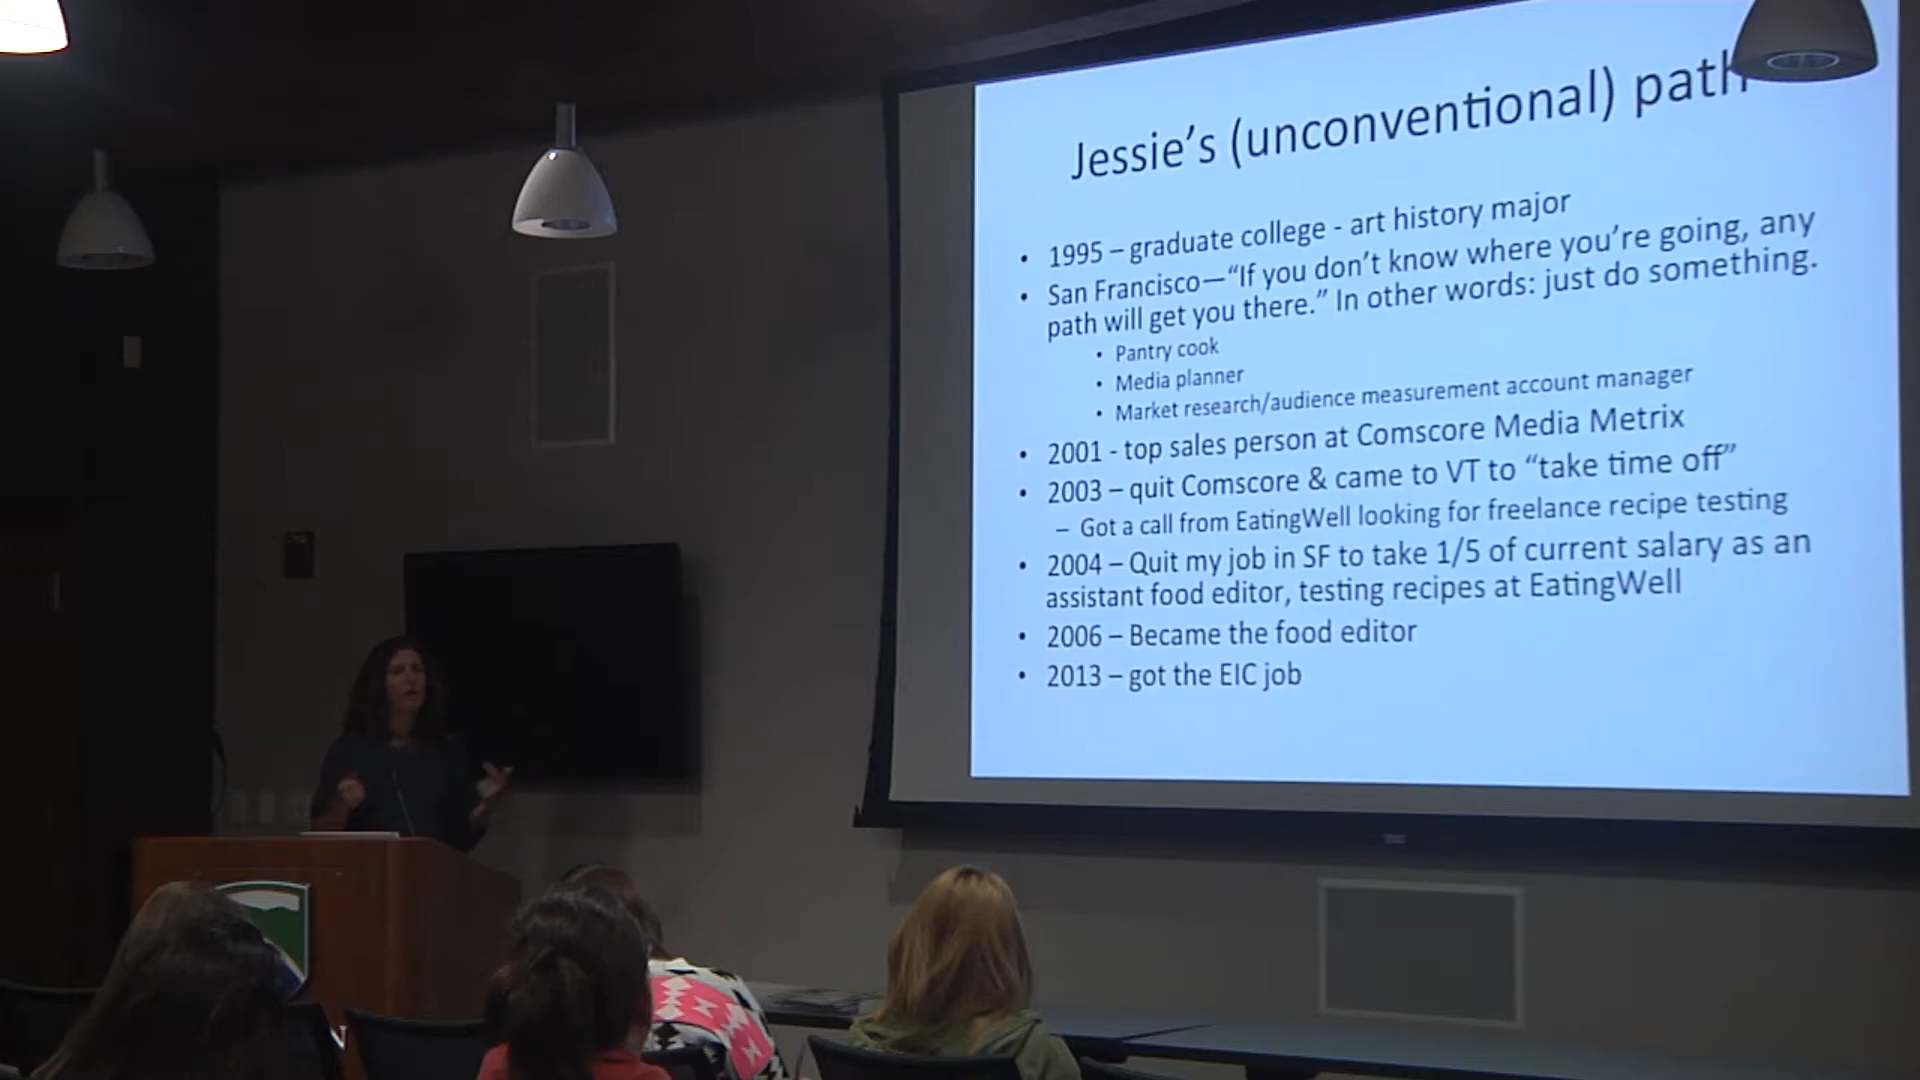 Jessie's (unconventional) path
• 1995 – graduate college - art history major
• San Francisco—“If you don't know where you're going, any
path will get you there.” In other words: just do something.
• Pantry cook
• Media planner
• Market research/audience measurement account manager
• 2001 - top sales person at Comscore Media Metrix
• 2003 – quit Comscore & came to VT to “take time off”
– Got a call from EatingWell looking for freelance recipe testing
• 2004 – Quit my job in SF to take 1/5 of current salary as an
assistant food editor, testing recipes at EatingWell
• 2006 – Became the food editor
• 2013 – got the EIC job